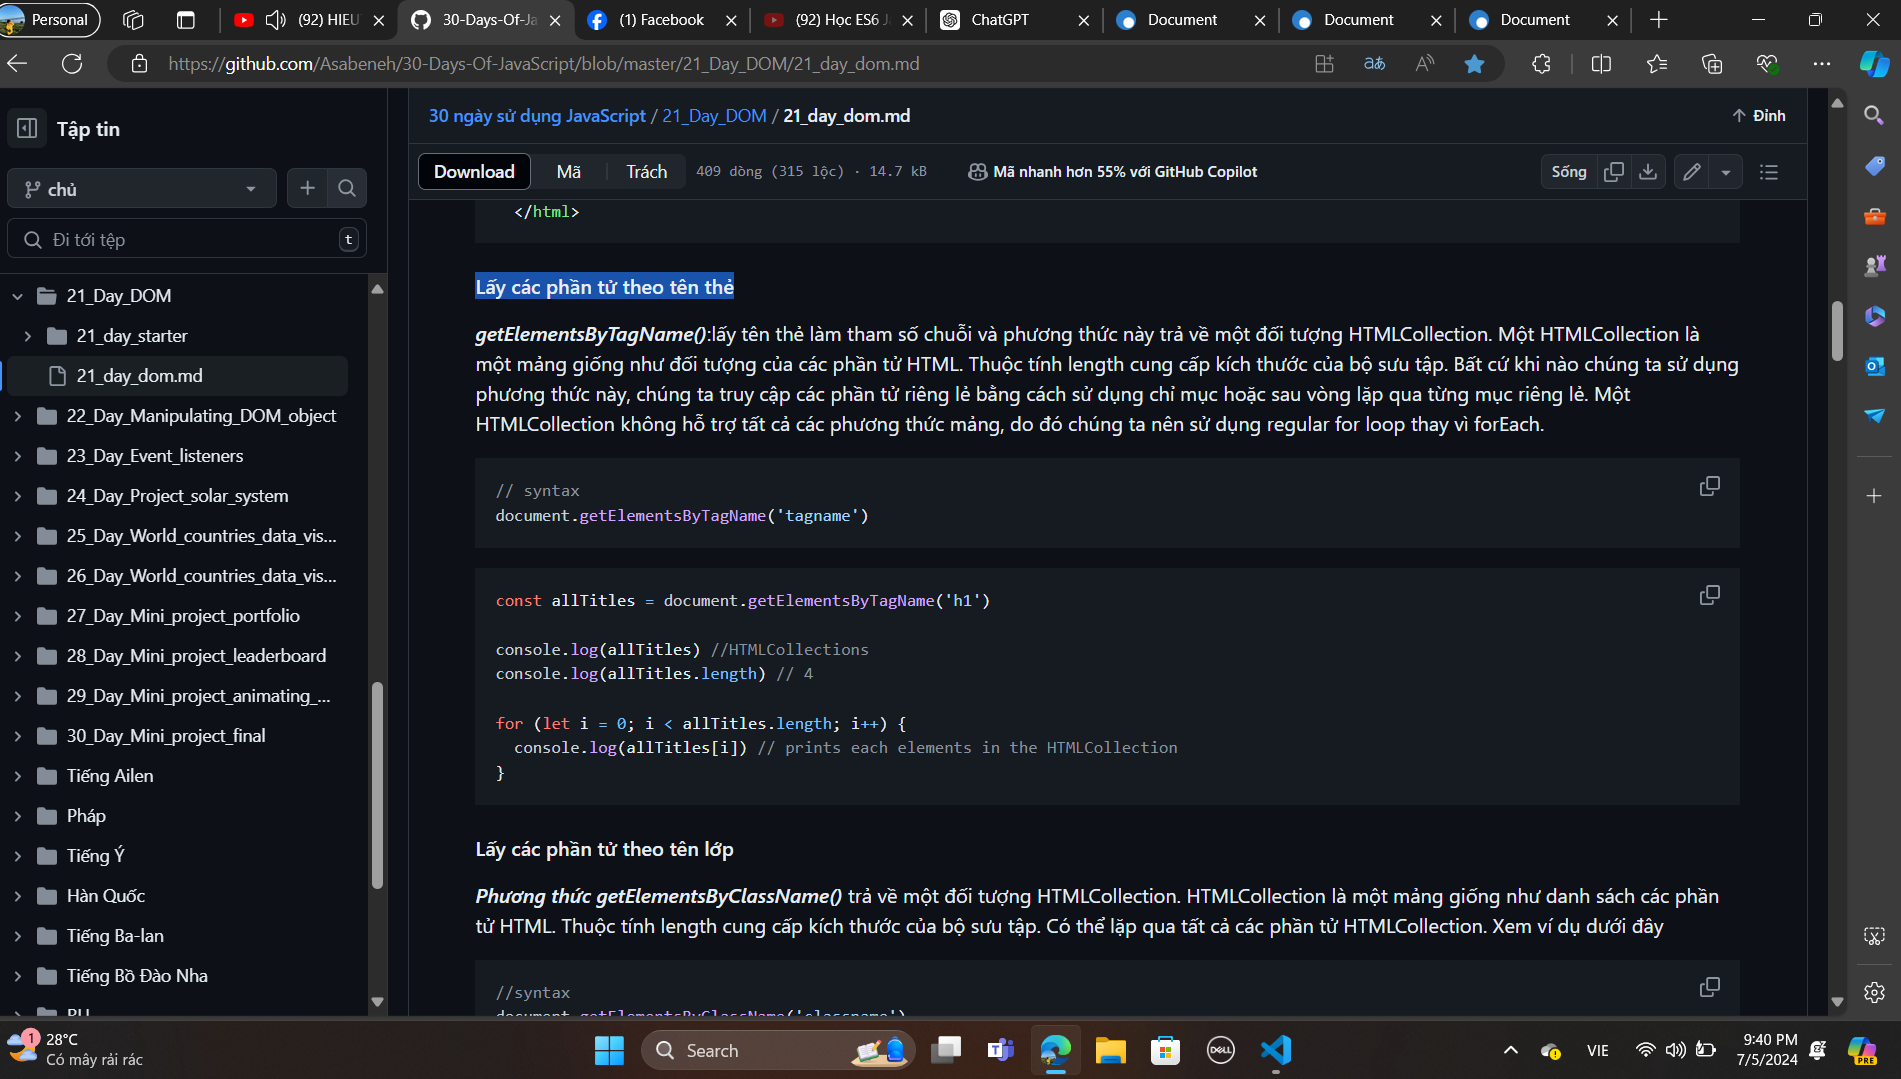 Personal
(92) HIEU
30-Days-Of-Ja
(1) Facebook
(92) Học ES6 J
ChatGPT
Document
Document
Document
https://github.com/Asabeneh/30-Days-Of-JavaScript/blob/master/21_Day_DOM/21_day_dom.md
Tập tin
chủ
Đi tới tệp
t
21_Day_DOM
21_day_starter
21_day_dom.md
22_Day_Manipulating_DOM_object
23_Day_Event_listeners
24_Day_Project_solar_system
25_Day_World_countries_data_vis...
26_Day_World_countries_data_vis...
27_Day_Mini_project_portfolio
28_Day_Mini_project_leaderboard
29_Day_Mini_project_animating_...
30_Day_Mini_project_final
Tiếng Ailen
Pháp
Tiếng Ý
Hàn Quốc
Tiếng Ba-lan
Tiếng Bồ Đào Nha
30 ngày sử dụng JavaScript / 21_Day_DOM / 21_day_dom.md
Đỉnh
Download Mã Trách 409 dòng (315 lộc) · 14.7 kB
Mã nhanh hơn 55% với GitHub Copilot
Sống
</html>
Lấy các phần tử theo tên thẻ
getElementsByTagName():lấy tên thẻ làm tham số chuỗi và phương thức này trả về một đối tượng HTMLCollection. Một HTMLCollection là
một mảng giống như đối tượng của các phần tử HTML. Thuộc tính length cung cấp kích thước của bộ sưu tập. Bất cứ khi nào chúng ta sử dụng
phương thức này, chúng ta truy cập các phần tử riêng lẻ bằng cách sử dụng chỉ mục hoặc sau vòng lặp qua từng mục riêng lẻ. Một
HTMLCollection không hỗ trợ tất cả các phương thức mảng, do đó chúng ta nên sử dụng regular for loop thay vì forEach.
// syntax
document.getElementsByTagName('tagname')
const allTitles = document.getElementsByTagName('h1')
console.log(allTitles) //HTMLCollections
console.log(allTitles.length) // 4
for (let i = 0; i < allTitles.length; i++) {
console.log(allTitles[i]) // prints each elements in the HTMLCollection
}
Lấy các phần tử theo tên lớp
Phương thức getElementsByClassName() trả về một đối tượng HTMLCollection. HTMLCollection là một mảng giống như danh sách các phần
tử HTML. Thuộc tính length cung cấp kích thước của bộ sưu tập. Có thể lặp qua tất cả các phần tử HTMLCollection. Xem ví dụ dưới đây
//syntax
document.getElementsByClassName('classname')
1
28°C
Có mây rải rác
Search
DELL
VIE
9:40 PM
7/5/2024
PRE